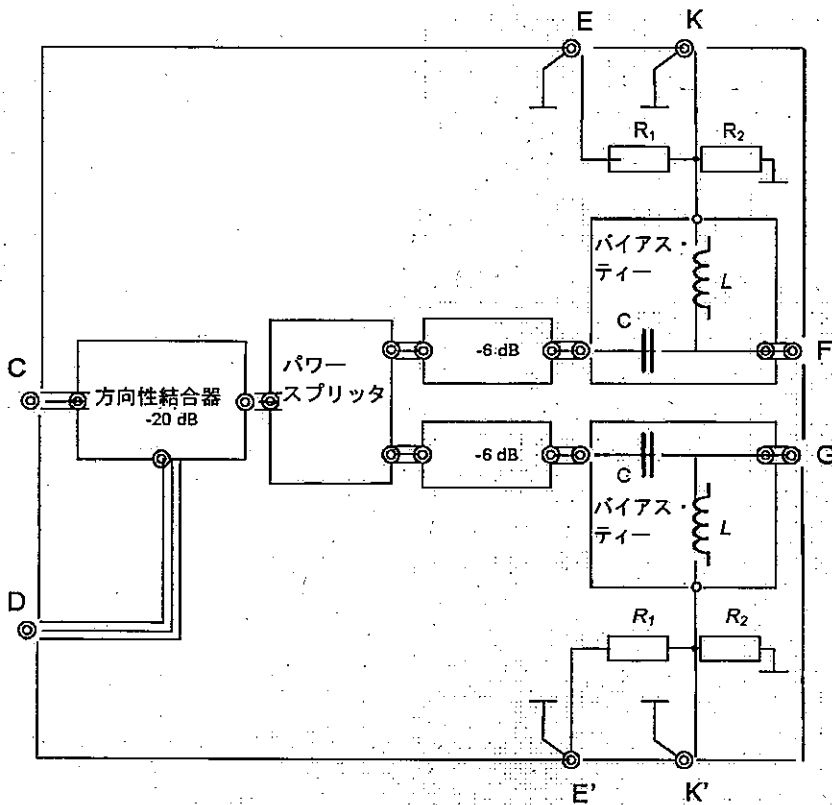 E K
R₁ R₂
バイアス・
ティー
L
C
-6 dB
F
パワー
スプリッタ
C
方向性結合器
-20 dB
-6 dB
G
C
バイアス・
ティー
L
D
R₁ R₂
E' K'